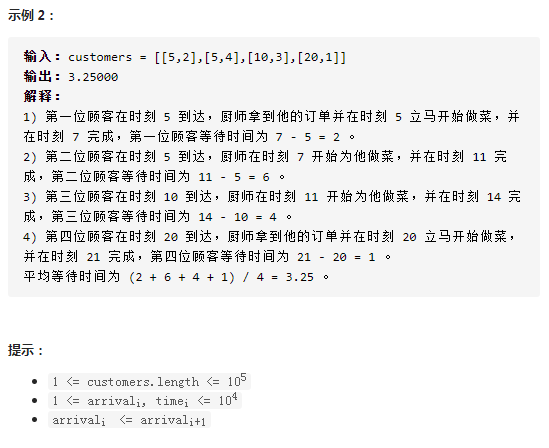 示例 2：
输入：customers = [[5,2],[5,4],[10,3],[20,1]]
输出：3.25000
解释：
1) 第一位顾客在时刻 5 到达，厨师拿到他的订单并在时刻 5 立马开始做菜，并
在时刻 7 完成，第一位顾客等待时间为 7 - 5 = 2 。
2) 第二位顾客在时刻 5 到达，厨师在时刻 7 开始为他做菜，并在时刻 11 完
成，第二位顾客等待时间为 11 - 5 = 6 。
3) 第三位顾客在时刻 10 到达，厨师在时刻 11 开始为他做菜，并在时刻 14 完
成，第三位顾客等待时间为 14 - 10 = 4 。
4) 第四位顾客在时刻 20 到达，厨师拿到他的订单并在时刻 20 立马开始做菜，
并在时刻 21 完成，第四位顾客等待时间为 21 - 20 = 1 。
平均等待时间为 (2 + 6 + 4 + 1) / 4 = 3.25 。
提示：
• 1 <= customers.length <= 10⁵
• 1 <= arrivalᵢ, timeᵢ <= 10⁴
• arrivalᵢ <= arrivalᵢ₊₁